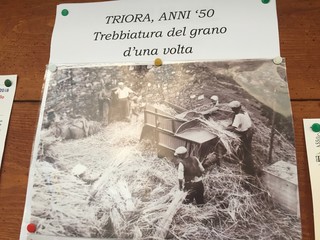 TRIORA, ANNI ‘50
Trebbiatura del grano
d’una volta